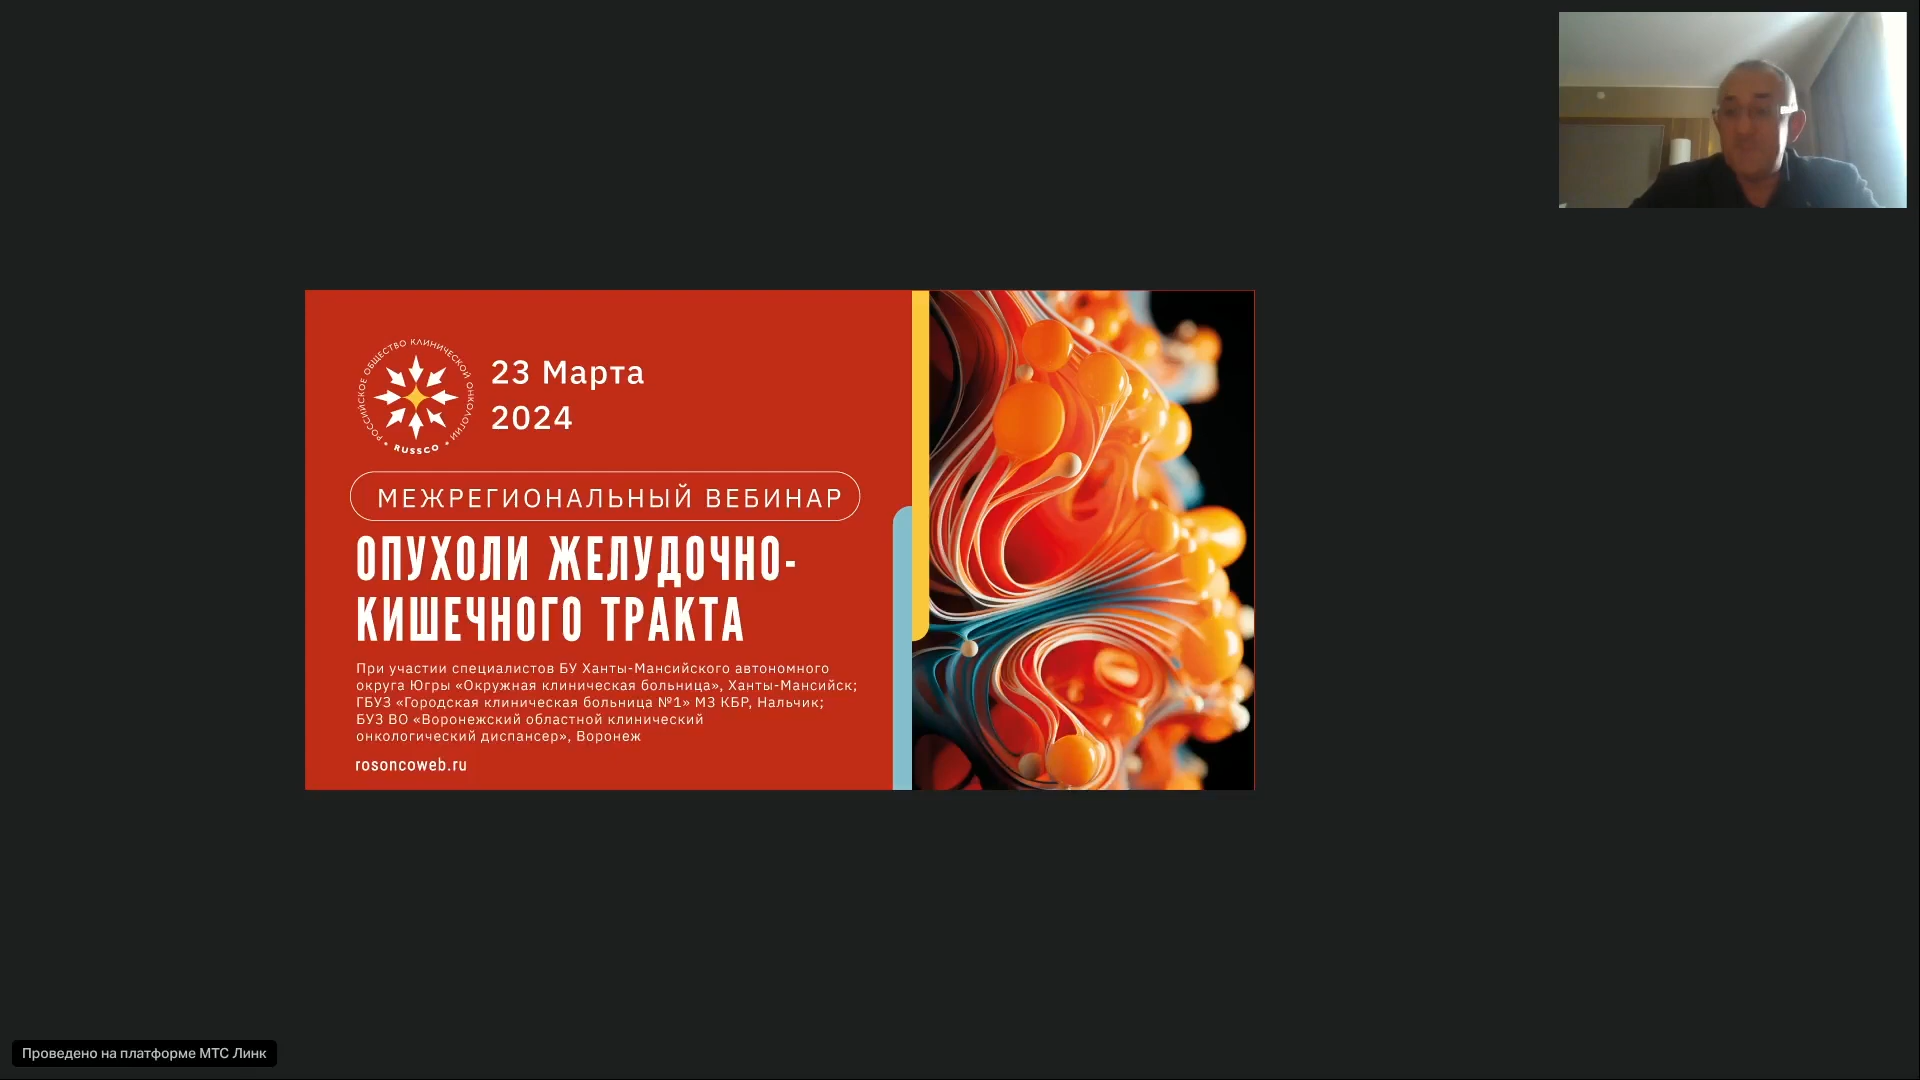 РОССИЙСКОЕ ОБЩЕСТВО КЛИНИЧЕСКОЙ ОНКОЛОГИИ
• RUSSCO •
23 Марта
2024
МЕЖРЕГИОНАЛЬНЫЙ ВЕБИНАР
ОПУХОЛИ ЖЕЛУДОЧНО-
КИШЕЧНОГО ТРАКТА
При участии специалистов БУ Ханты-Мансийского автономного
округа Югры «Окружная клиническая больница», Ханты-Мансийск;
ГБУЗ «Городская клиническая больница №1» МЗ КБР, Нальчик;
БУЗ ВО «Воронежский областной клинический
онкологический диспансер», Воронеж
rosoncoweb.ru
Проведено на платформе МТС Линк